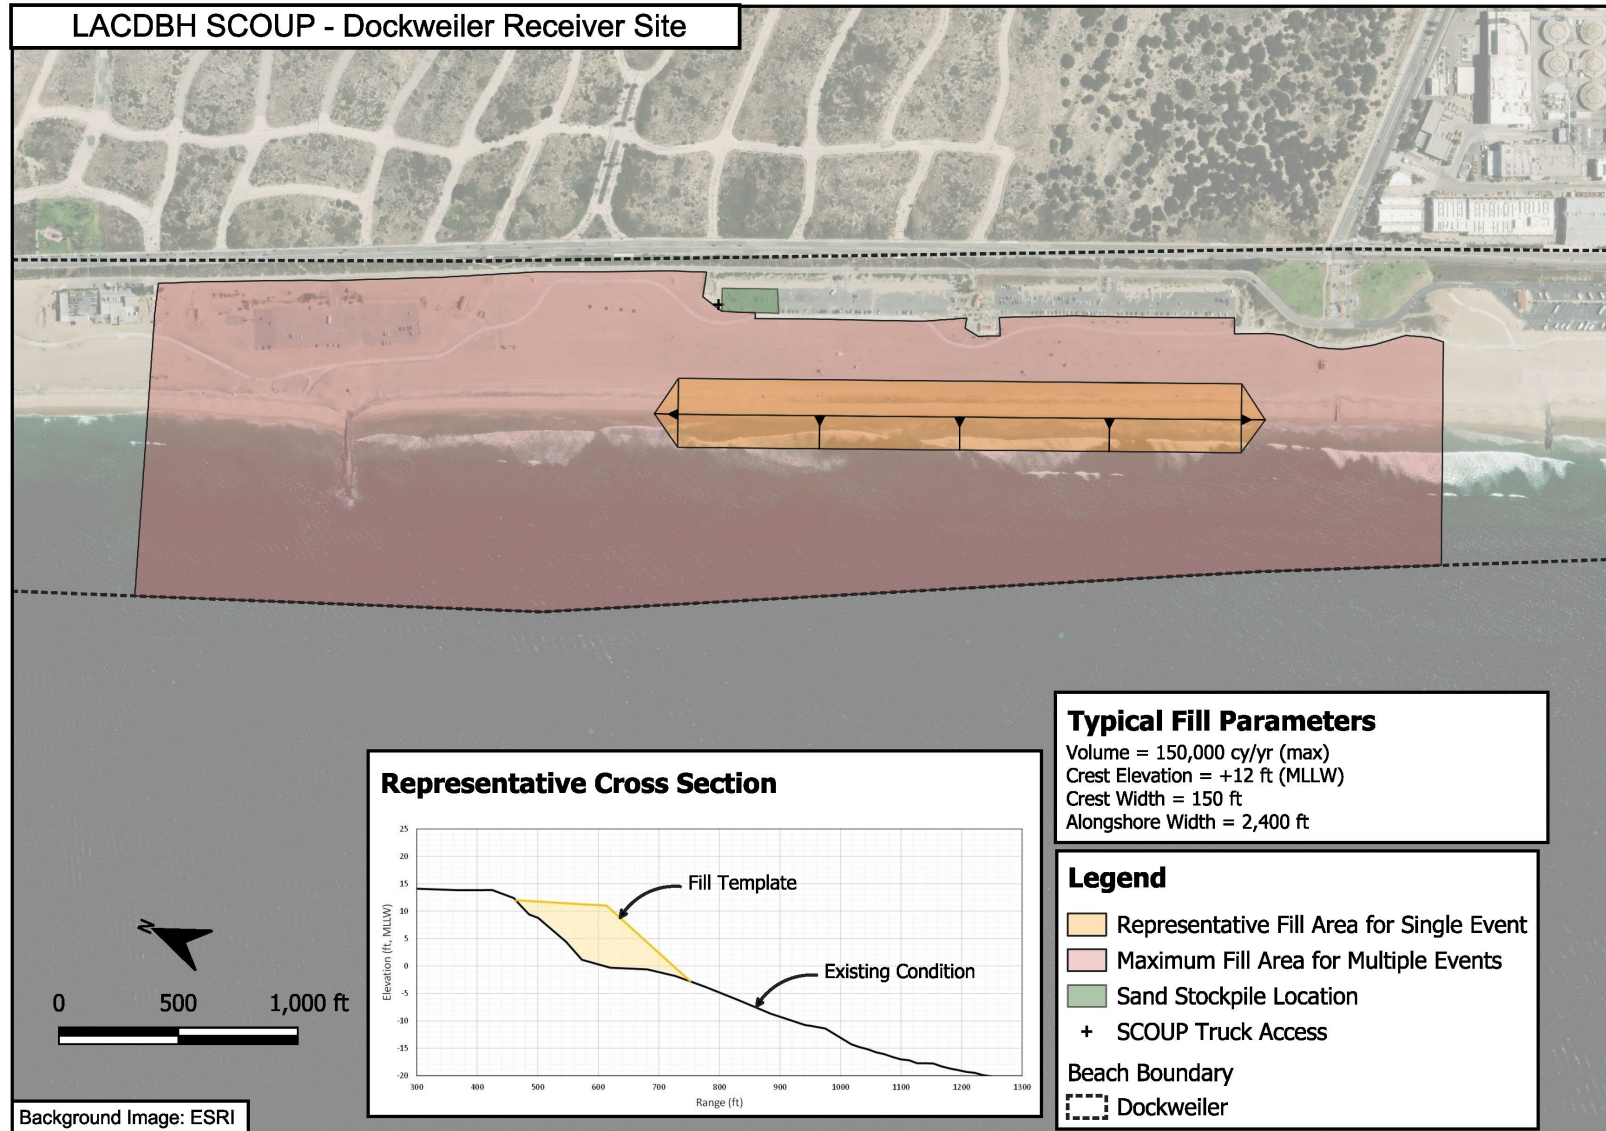 LACDBH SCOUP - Dockweiler Receiver Site
Typical Fill Parameters
Volume = 150,000 cy/yr (max)
Crest Elevation = +12 ft (MLLW)
Crest Width = 150 ft
Alongshore Width = 2,400 ft
Representative Cross Section
25
20
15
10
5
0
-5
-10
-15
-20
Elevation (ft, MLLW)
Fill Template
Existing Condition
300 400 500 600 700 800 900 1000 1100 1200 1300
Range (ft)
Legend
Representative Fill Area for Single Event
Maximum Fill Area for Multiple Events
Sand Stockpile Location
SCOUP Truck Access
Beach Boundary
Dockweiler
N
0 500 1,000 ft
Background Image: ESRI